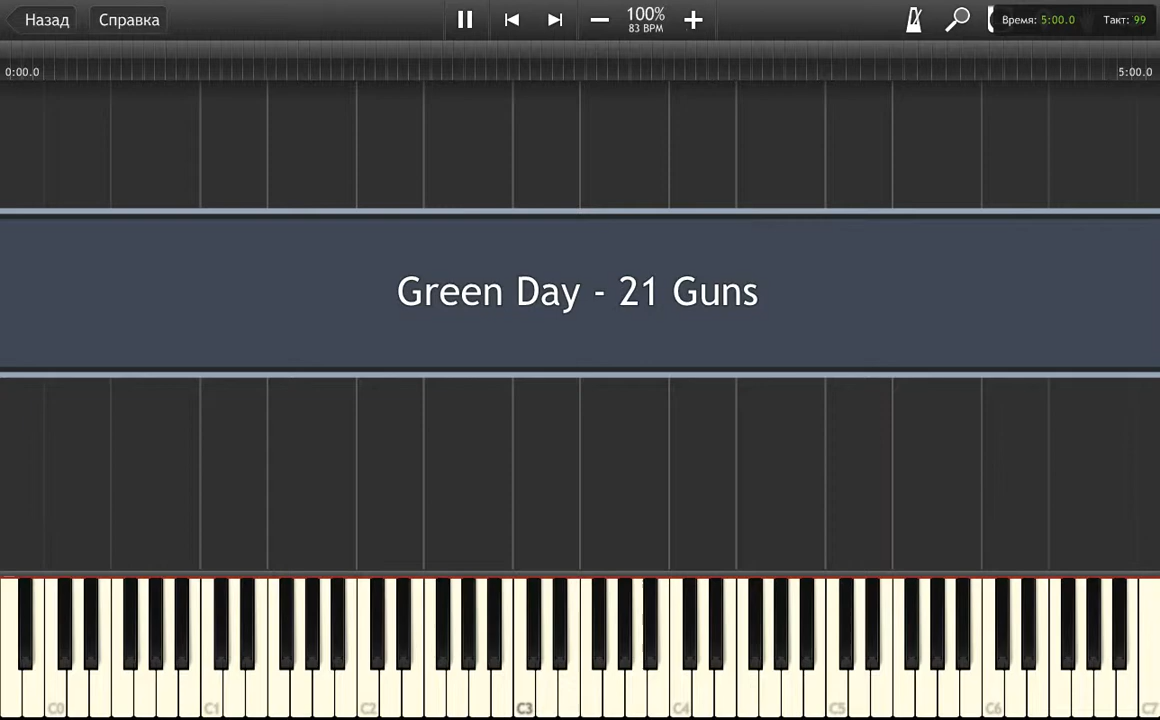 Назад Справка 100% Время: 5:00.0 Такт: 99
83 BPM
0:00.0 5:00.0
Green Day - 21 Guns
C0 C1 C2 C3 C4 C5 C6 C7